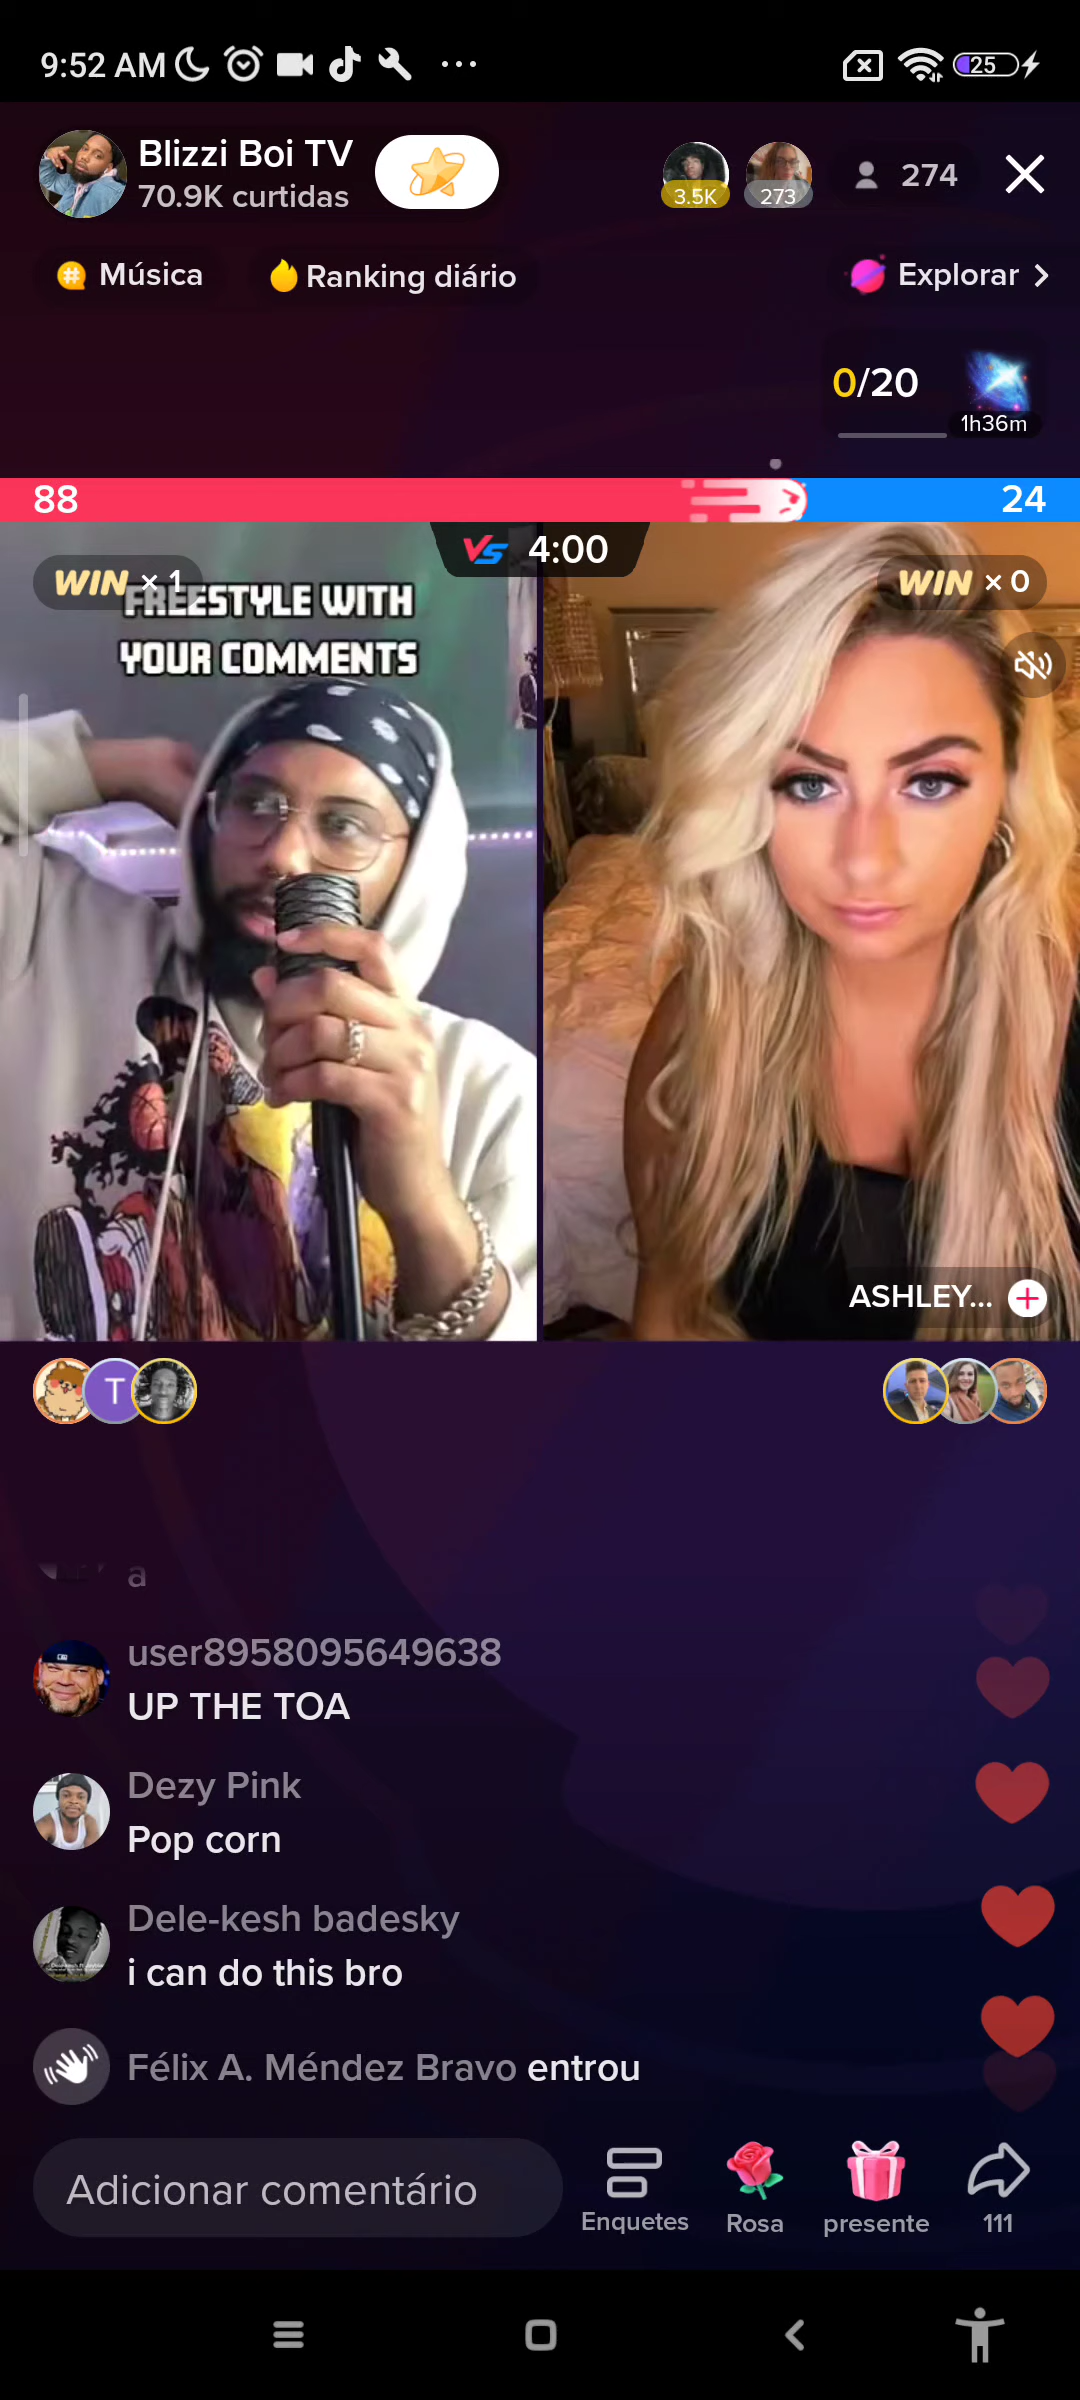 9:52 AM
25
Blizzi Boi TV
70.9K curtidas
3.5K
273
274
Música
Ranking diário
Explorar
0/20
1h36m
88
24
VS 4:00
WIN × 1
WIN × 0
FREESTYLE WITH
YOUR COMMENTS
ASHLEY...
T
a
user8958095649638
UP THE TOA
Dezy Pink
Pop corn
Dele-kesh badesky
i can do this bro
Félix A. Méndez Bravo entrou
Adicionar comentário
Enquetes
Rosa
presente
111